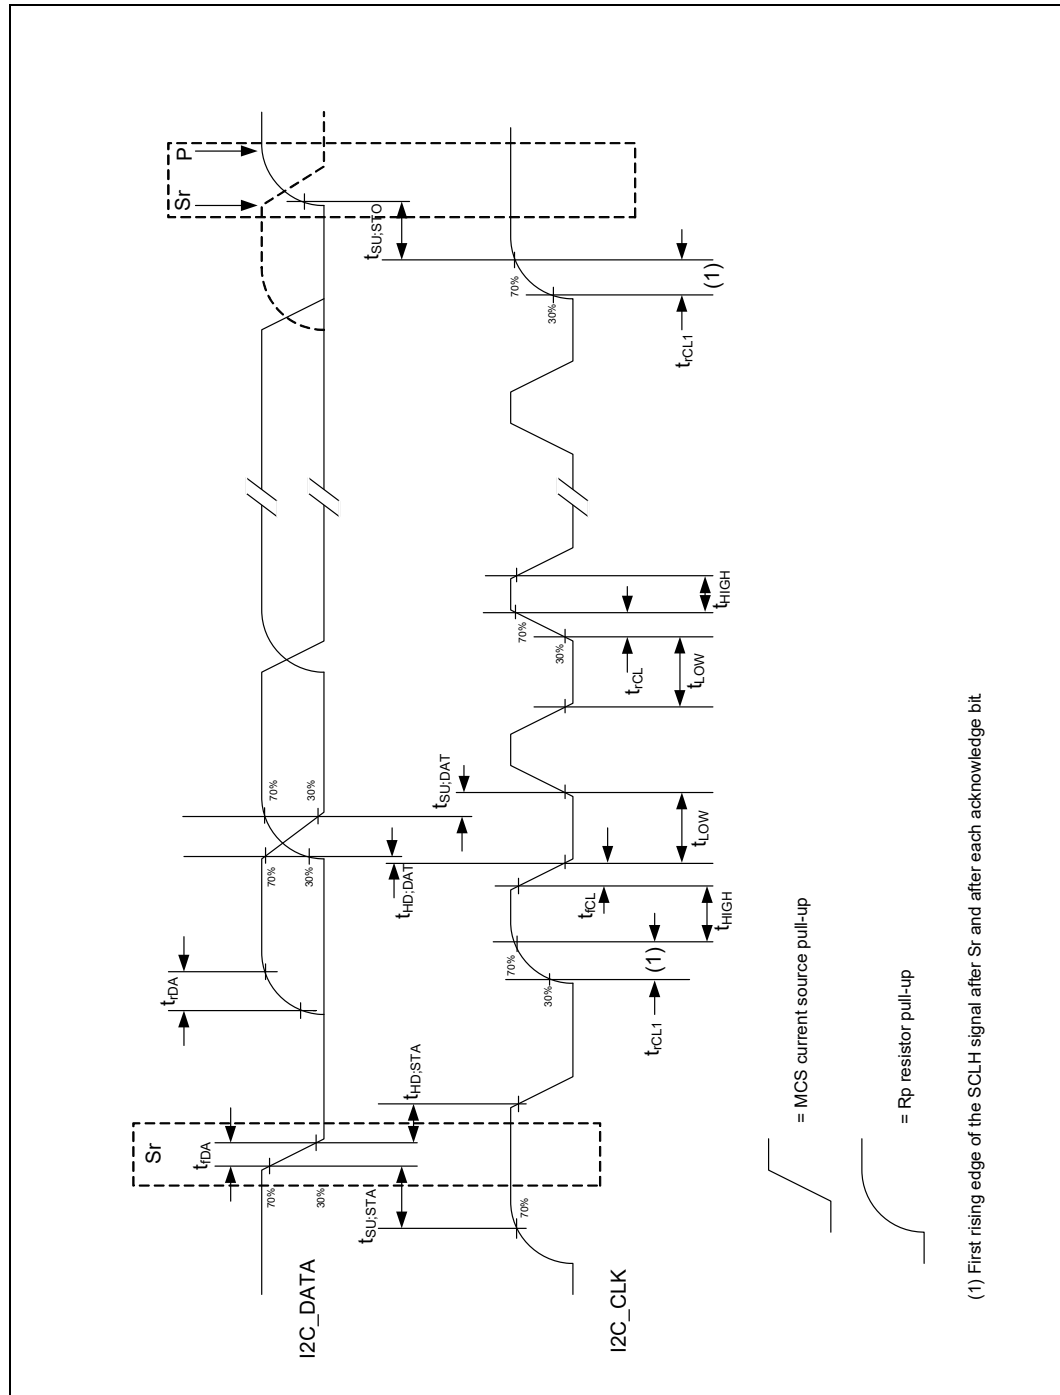 Sr
P
Sr
trDA
tfDA
70%
70%
70%
30%
30%
30%
I2C_DATA
tSU;STA
tHD;STA
tHD;DAT
tSU;DAT
tSU;STO
70%
70%
30%
70%
30%
70%
30%
I2C_CLK
trCL1
(1)
tfCL
tHIGH
tLOW
trCL
tLOW
tHIGH
trCL1
(1)
= MCS current source pull-up
= Rp resistor pull-up
(1) First rising edge of the SCLH signal after Sr and after each acknowledge bit.